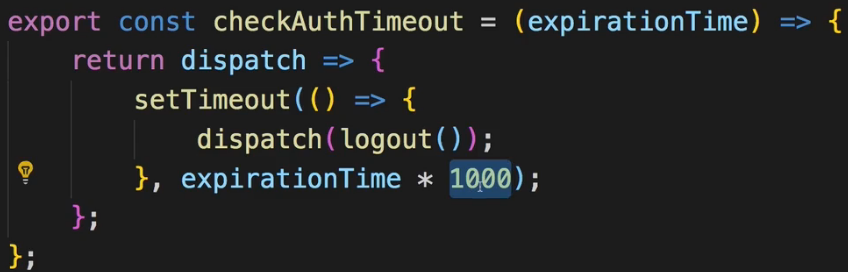 export const checkAuthTimeout = (expirationTime) => {
    return dispatch => {
        setTimeout(() => {
            dispatch(logout());
        }, expirationTime * 1000);
    };
};